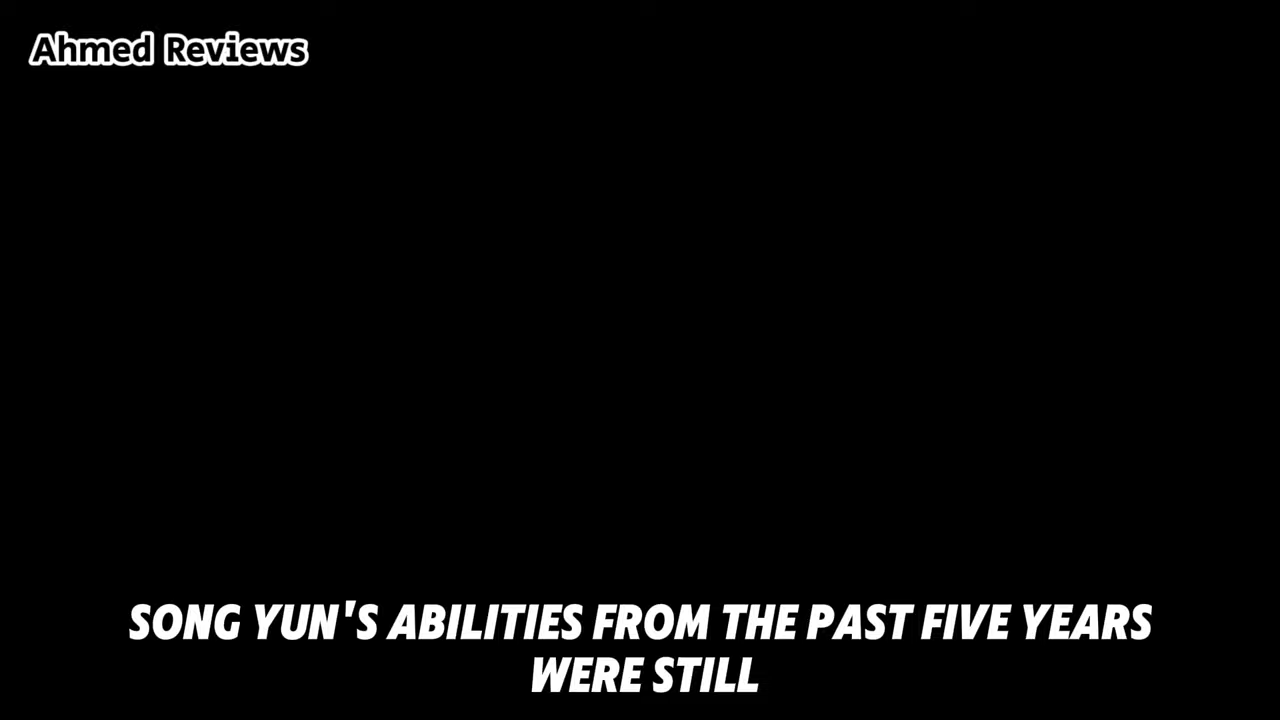 Ahmed Reviews
SONG YUN'S ABILITIES FROM THE PAST FIVE YEARS
WERE STILL